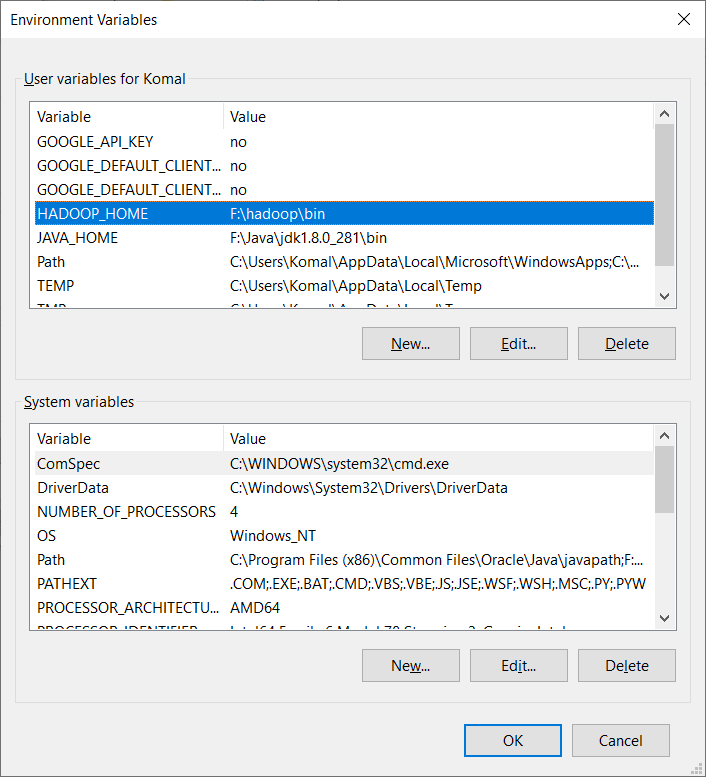 Environment Variables
User variables for Komal
Variable Value
GOOGLE_API_KEY no
GOOGLE_DEFAULT_CLIENT... no
GOOGLE_DEFAULT_CLIENT... no
HADOOP_HOME F:\hadoop\bin
JAVA_HOME F:\Java\jdk1.8.0_281\bin
Path C:\Users\Komal\AppData\Local\Microsoft\WindowsApps;C:\...
TEMP C:\Users\Komal\AppData\Local\Temp
New... Edit... Delete
System variables
Variable Value
ComSpec C:\WINDOWS\system32\cmd.exe
DriverData C:\Windows\System32\Drivers\DriverData
NUMBER_OF_PROCESSORS 4
OS Windows_NT
Path C:\Program Files (x86)\Common Files\Oracle\Java\javapath;F:...
PATHEXT .COM;.EXE;.BAT;.CMD;.VBS;.VBE;.JS;.JSE;.WSF;.WSH;.MSC;.PY;.PYW
PROCESSOR_ARCHITECTU... AMD64
New... Edit... Delete
OK Cancel